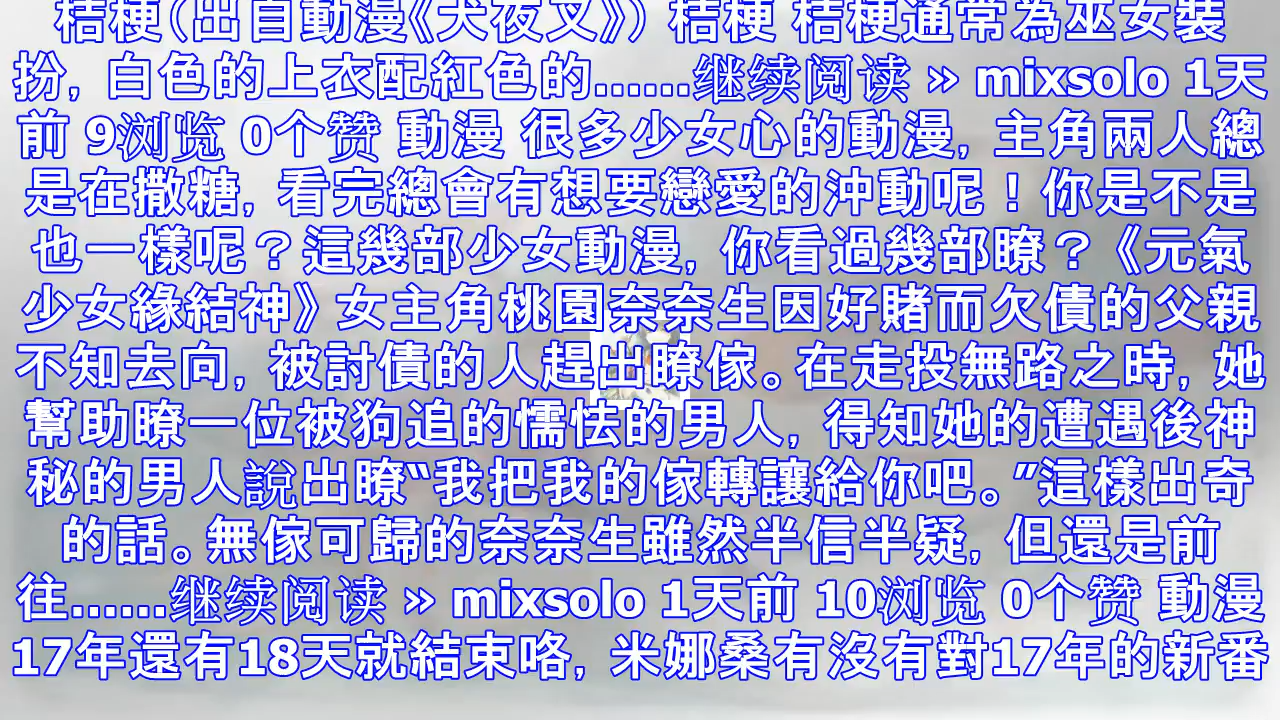 桔梗(出自動漫《犬夜叉》) 桔梗 桔梗通常為巫女裝
扮, 白色的上衣配紅色的......继续阅读 » mixsolo 1天
前 9浏览 0个赞 動漫 很多少女心的動漫, 主角兩人總
是在撒糖, 看完總會有想要戀愛的沖動呢！你是不是
也一樣呢？這幾部少女動漫, 你看過幾部瞭？《元氣
少女緣結神》女主角桃園奈奈生因好賭而欠債的父親
不知去向, 被討債的人趕出瞭傢。在走投無路之時, 她
幫助瞭一位被狗追的懦怯的男人, 得知她的遭遇後神
秘的男人說出瞭“我把我的傢轉讓給你吧。”這樣出奇
的話。無傢可歸的奈奈生雖然半信半疑, 但還是前
往......继续阅读 » mixsolo 1天前 10浏览 0个赞 動漫
17年還有18天就結束咯, 米娜桑有沒有對17年的新番